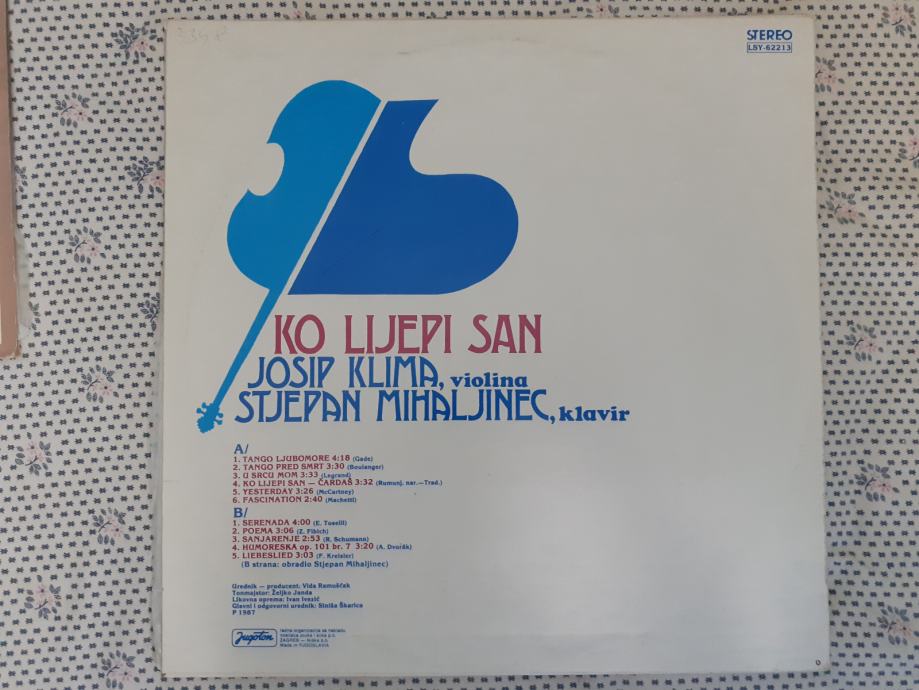 STEREO
LSY-62213
KO LIJEPI SAN
JOSIP KLIMA, violina
STJEPAN MIHALJINEC, klavir
A/
1. TANGO LJUBOMORE 4:18 (Gade)
2. TANGO PRED SMRT 3:30 (Boulanger)
3. U SRCU MOM 3:33 (Legrand)
4. KO LIJEPI SAN — ČARDAŠ 3:32 (Rumunj. nar.—Trad.)
5. YESTERDAY 3:26 (McCartney)
6. FASCINATION 2:40 (Machetti)
B/
1. SERENADA 4:00 (E. Toselli)
2. POEMA 3:06 (Z. Fibich)
3. SANJARENJE 2:53 (R. Schumann)
4. HUMORESKA op. 101 br. 7 3:20 (A. Dvořák)
5. LIEBESLIED 3:03 (F. Kreisler)
(B strana: obradio Stjepan Mihaljinec)
Urednik — producent: Vida Ramuščak
Tonmajstor: Željko Janda
Likovna oprema: Ivan Ivezić
Glavni i odgovorni urednik: Siniša Škarica
P 1987
Jugoton
Made in YUGOSLAVIA